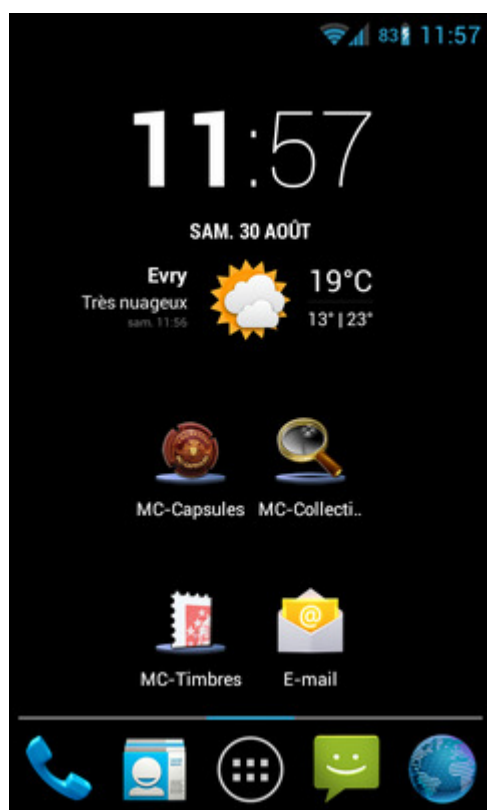 83 11:57
11:57
SAM. 30 AOÛT
Evry
Très nuageux
sam. 11:56
19°C
13° | 23°
MC-Capsules MC-Collecti..
MC-Timbres E-mail